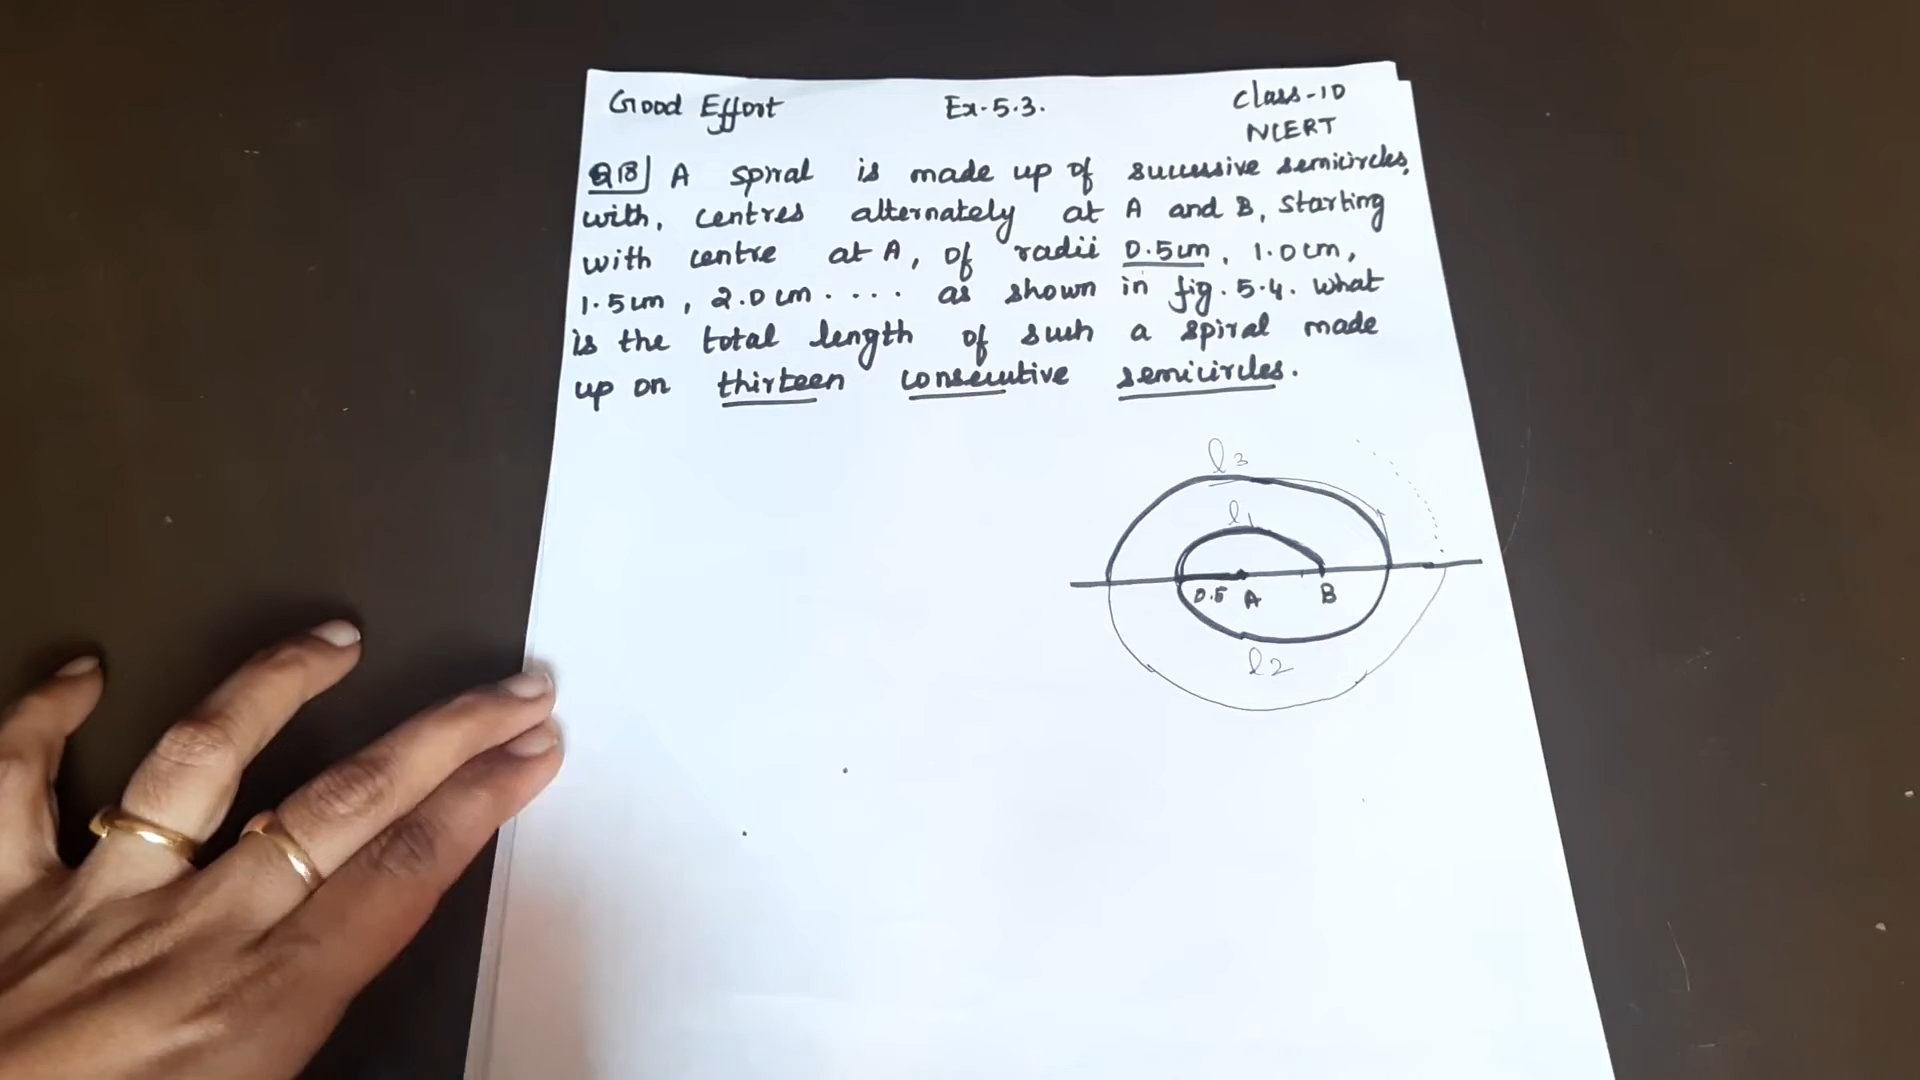 Good Effort Ex-5.3. Class-10
NCERT
Q18 A spiral is made up of successive semicircles,
with, centres alternately at A and B, starting
with centre at A, of radii 0.5cm, 1.0cm,
1.5cm, 2.0cm.... as shown in fig. 5.4. What
is the total length of such a spiral made
up on thirteen consecutive semicircles.
l3
l1
0.5 A B
l2